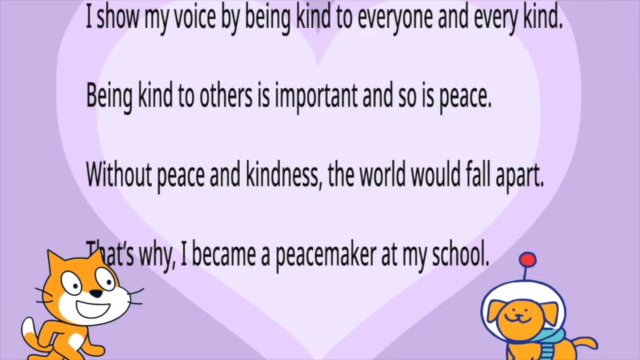 I show my voice by being kind to everyone and every kind.
Being kind to others is important and so is peace.
Without peace and kindness, the world would fall apart.
That's why, I became a peacemaker at my school.